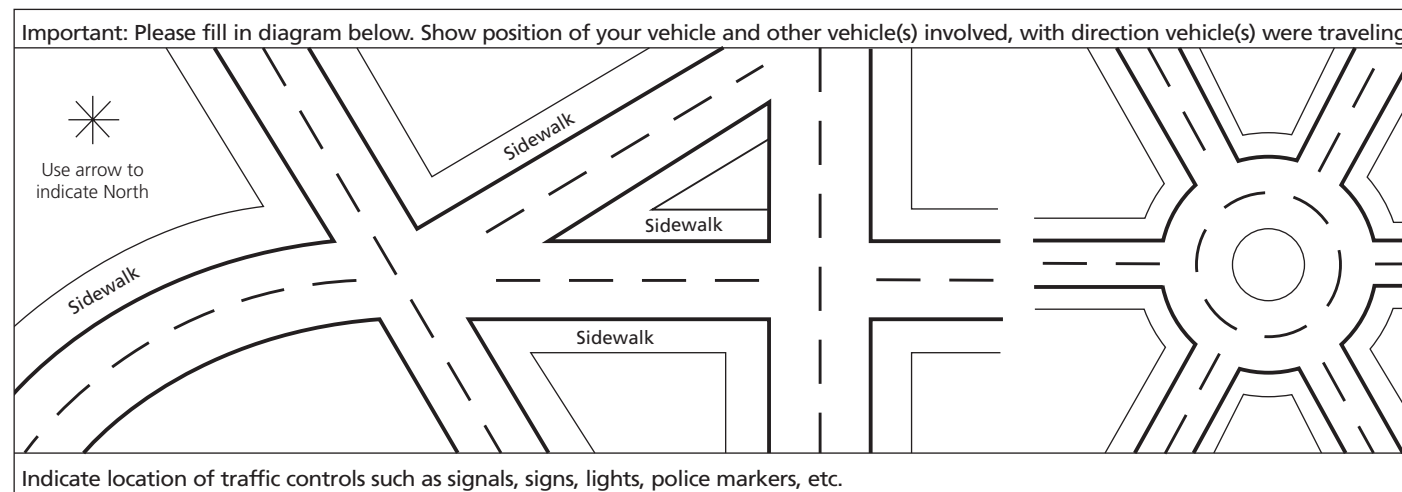 Important: Please fill in diagram below. Show position of your vehicle and other vehicle(s) involved, with direction vehicle(s) were traveling
Sidewalk
Use arrow to
indicate North
Sidewalk
Sidewalk
Sidewalk
Indicate location of traffic controls such as signals, signs, lights, police markers, etc.